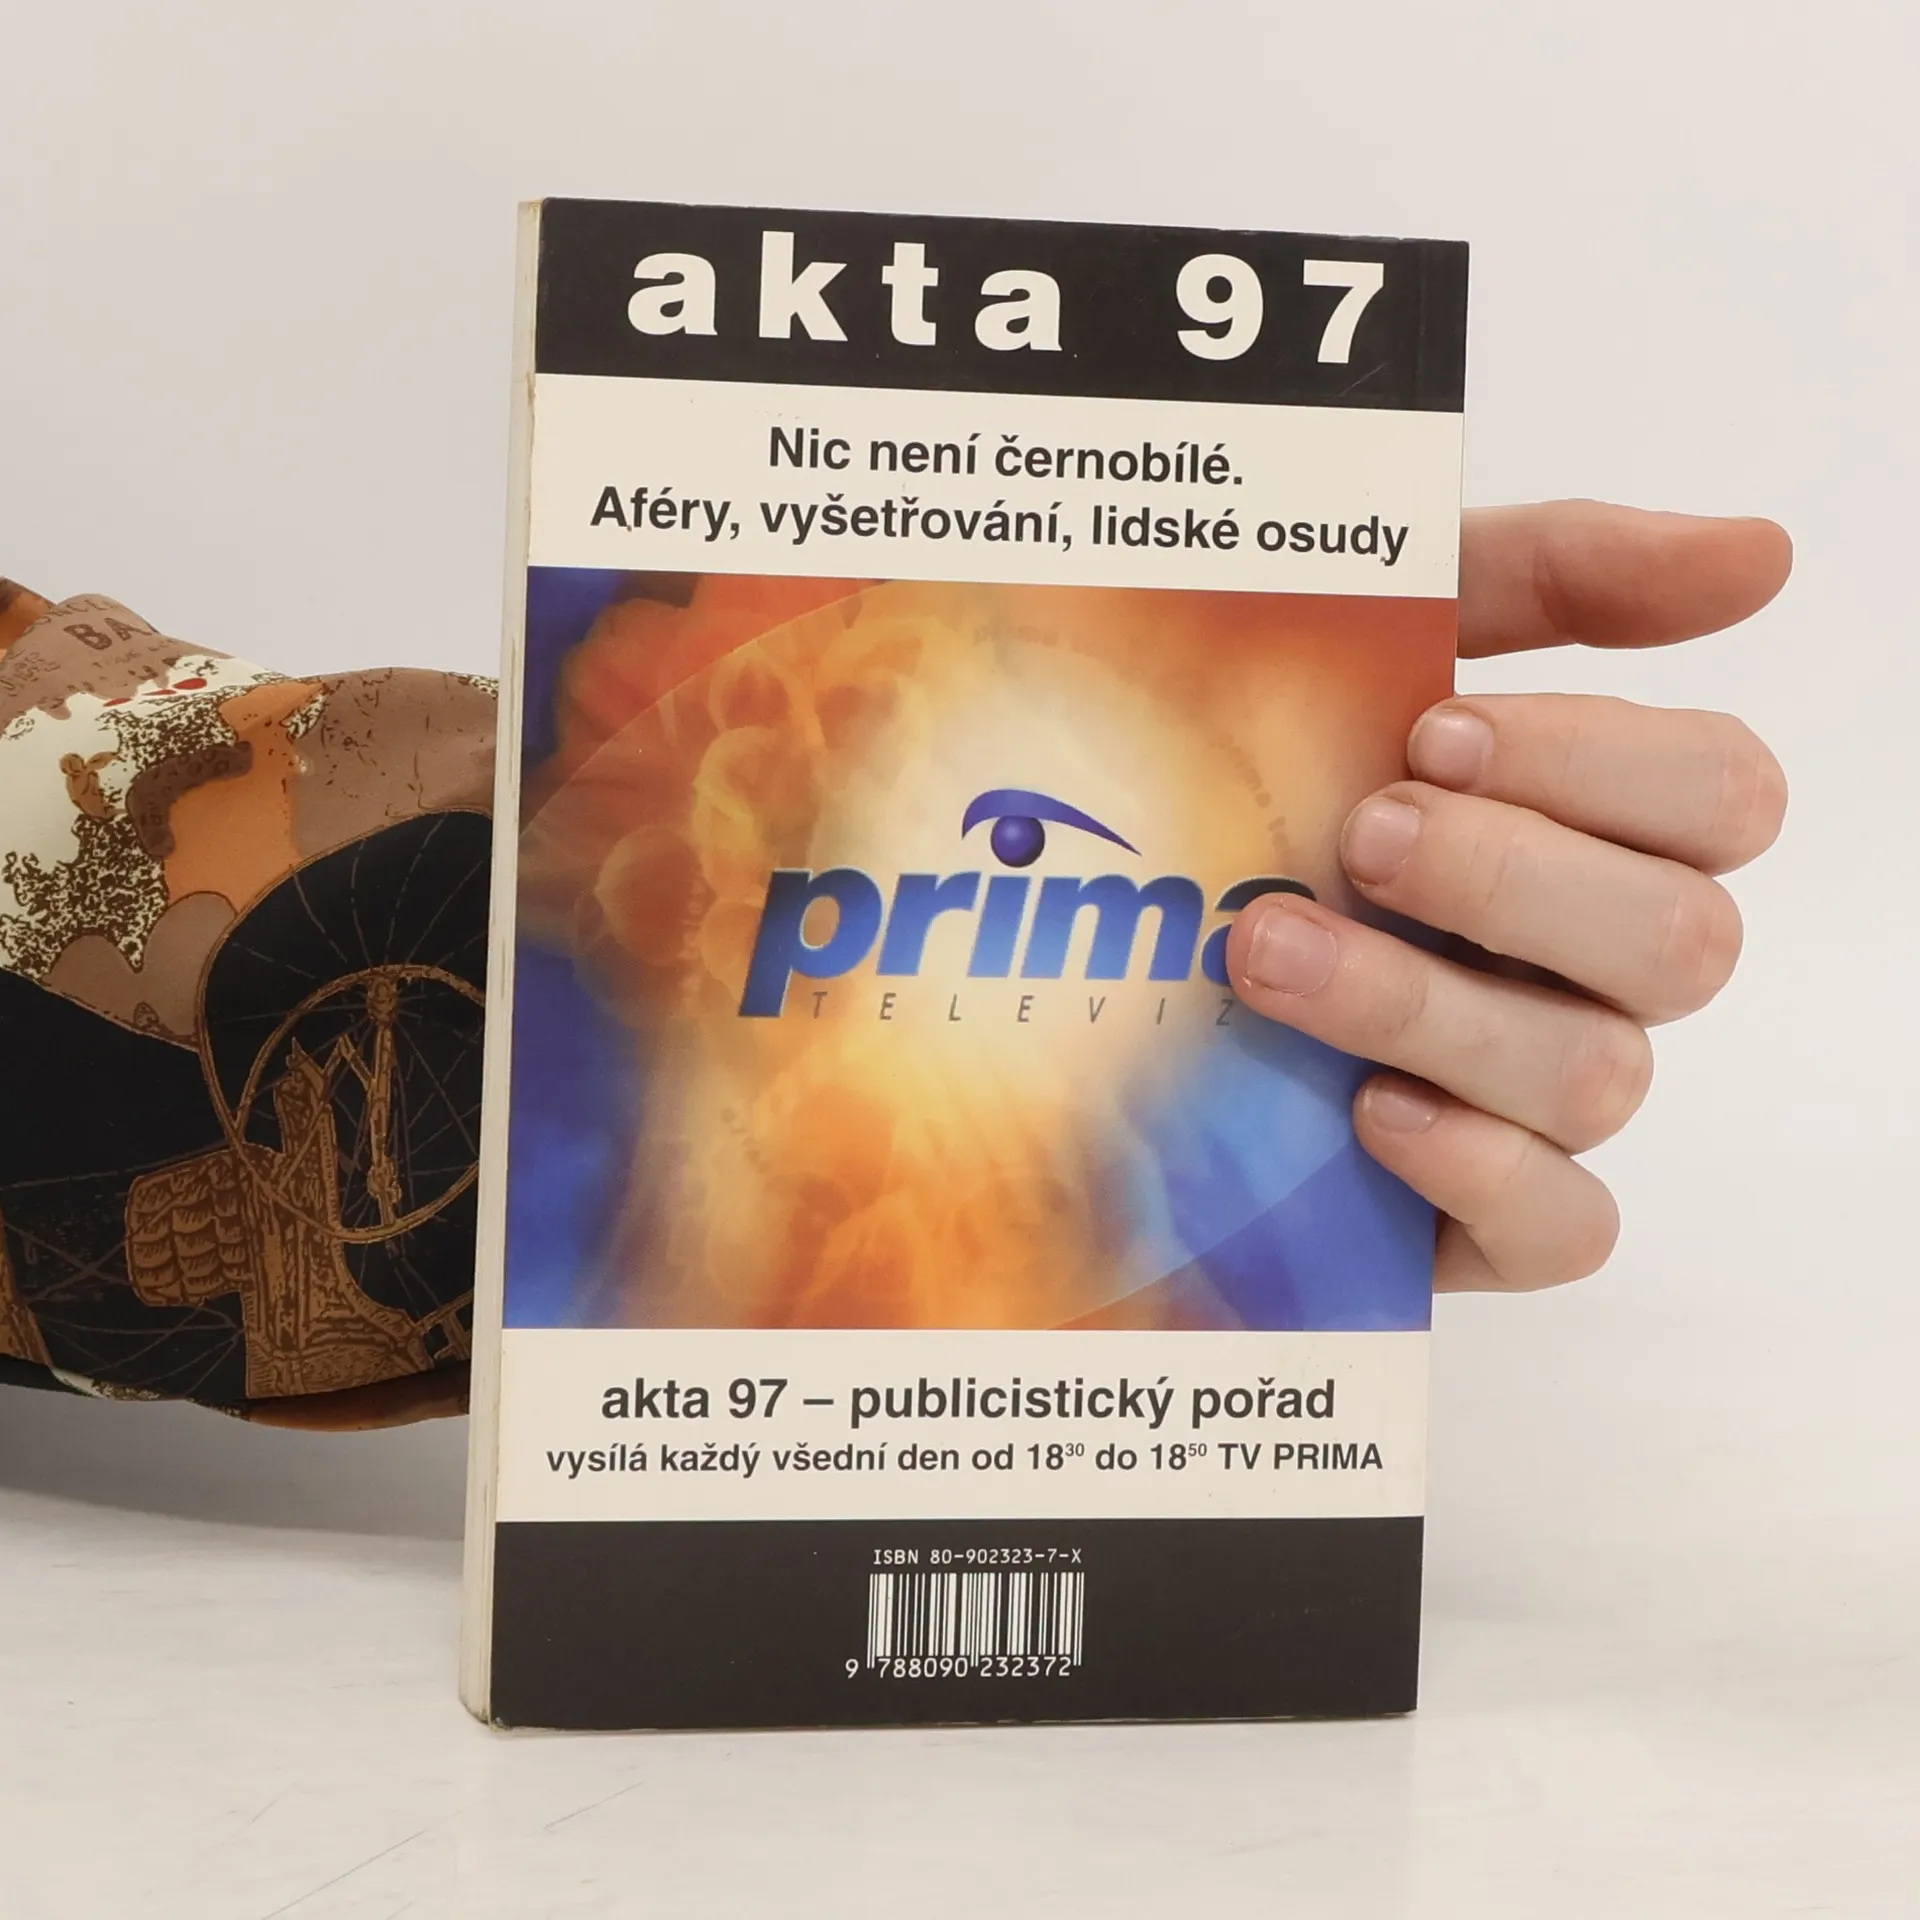 akta 97
Nic není černobílé.
Aféry, vyšetřování, lidské osudy
prima
TELEVIZ
akta 97 – publicistický pořad
vysílá každý všední den od 18³⁰ do 18⁵⁰ TV PRIMA
ISBN 80-902323-7-X
9 788090 232372